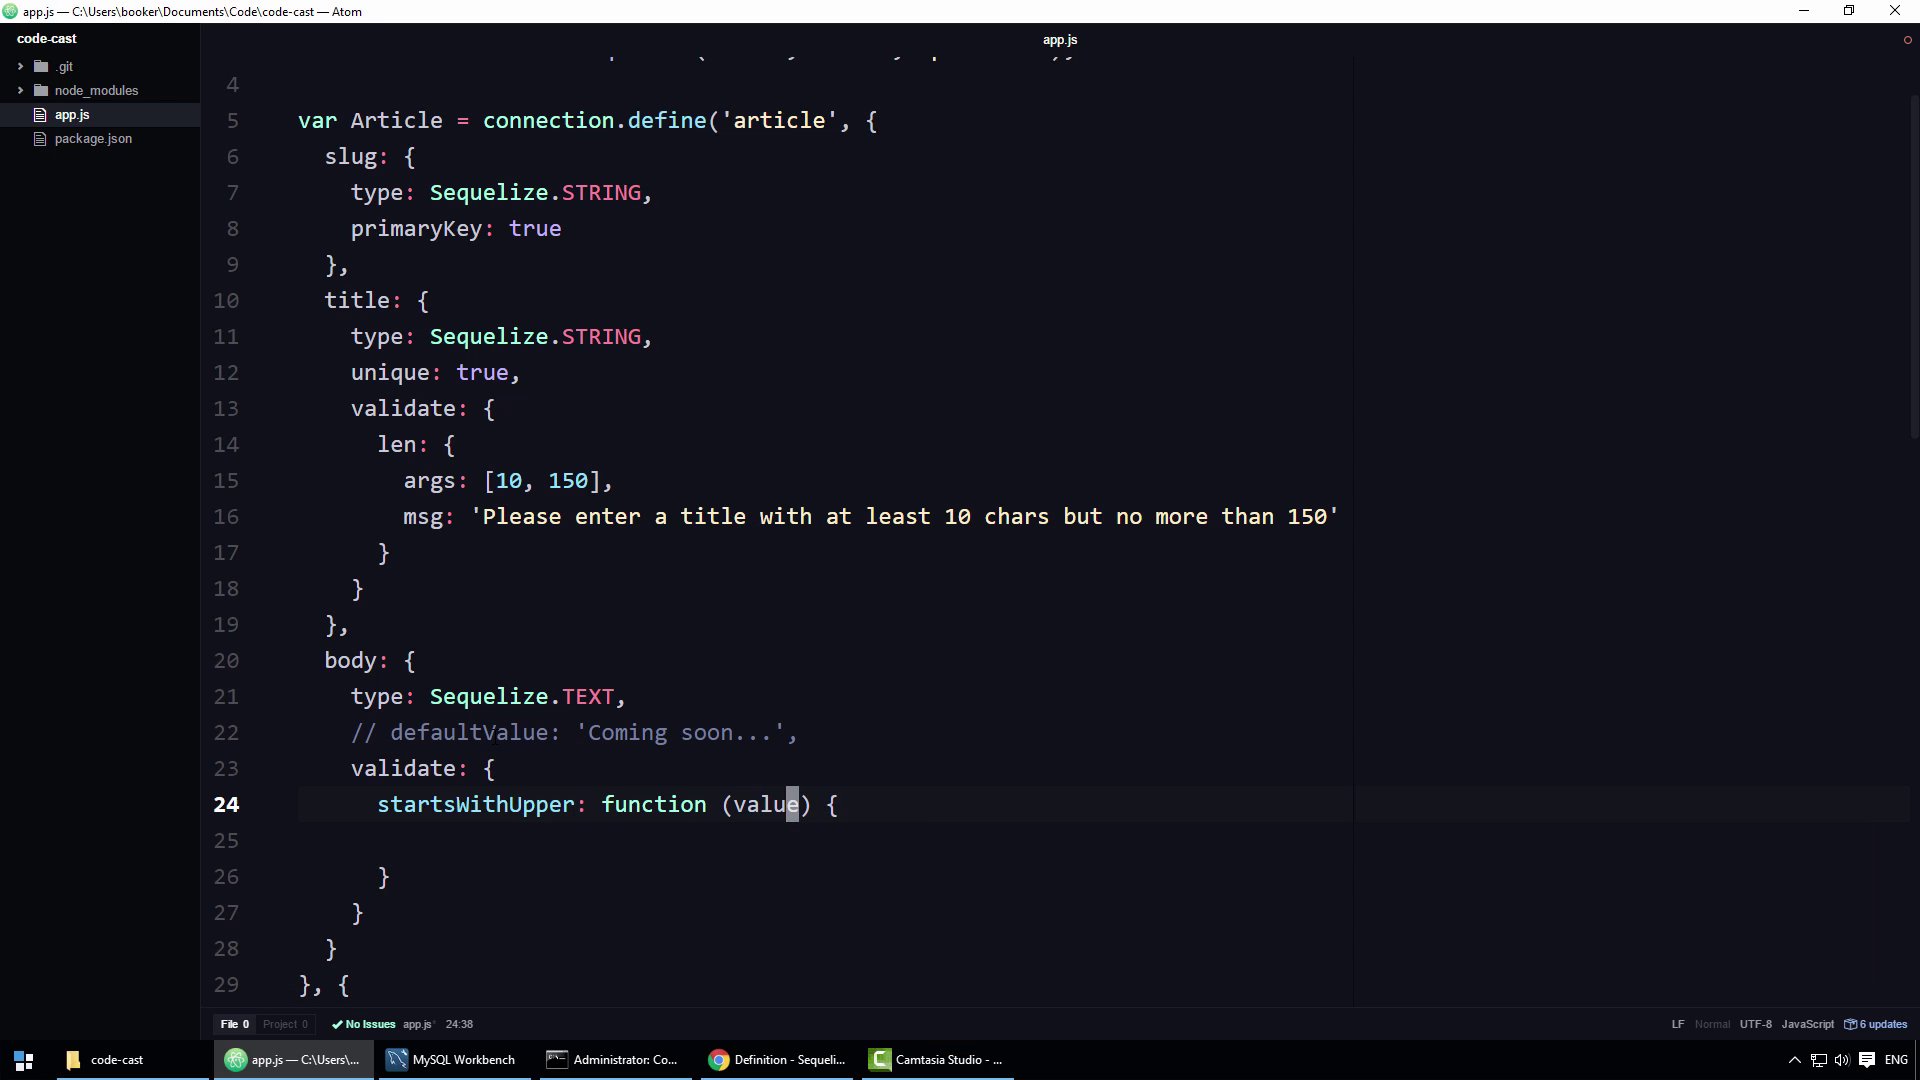 app.js — C:\Users\booker\Documents\Code\code-cast — Atom
code-cast
.git
node_modules
app.js
package.json
app.js
4
5 var Article = connection.define('article', {
6 slug: {
7 type: Sequelize.STRING,
8 primaryKey: true
9 },
10 title: {
11 type: Sequelize.STRING,
12 unique: true,
13 validate: {
14 len: {
15 args: [10, 150],
16 msg: 'Please enter a title with at least 10 chars but no more than 150'
17 }
18 }
19 },
20 body: {
21 type: Sequelize.TEXT,
22 // defaultValue: 'Coming soon...',
23 validate: {
24 startsWithUpper: function (value) {
25
26 }
27 }
28 }
29 }, {
File 0 Project 0 No Issues app.js* 24:38 LF Normal UTF-8 JavaScript 6 updates
code-cast app.js — C:\Users\... MySQL Workbench Administrator: Co... Definition - Sequeli... Camtasia Studio - ... ENG